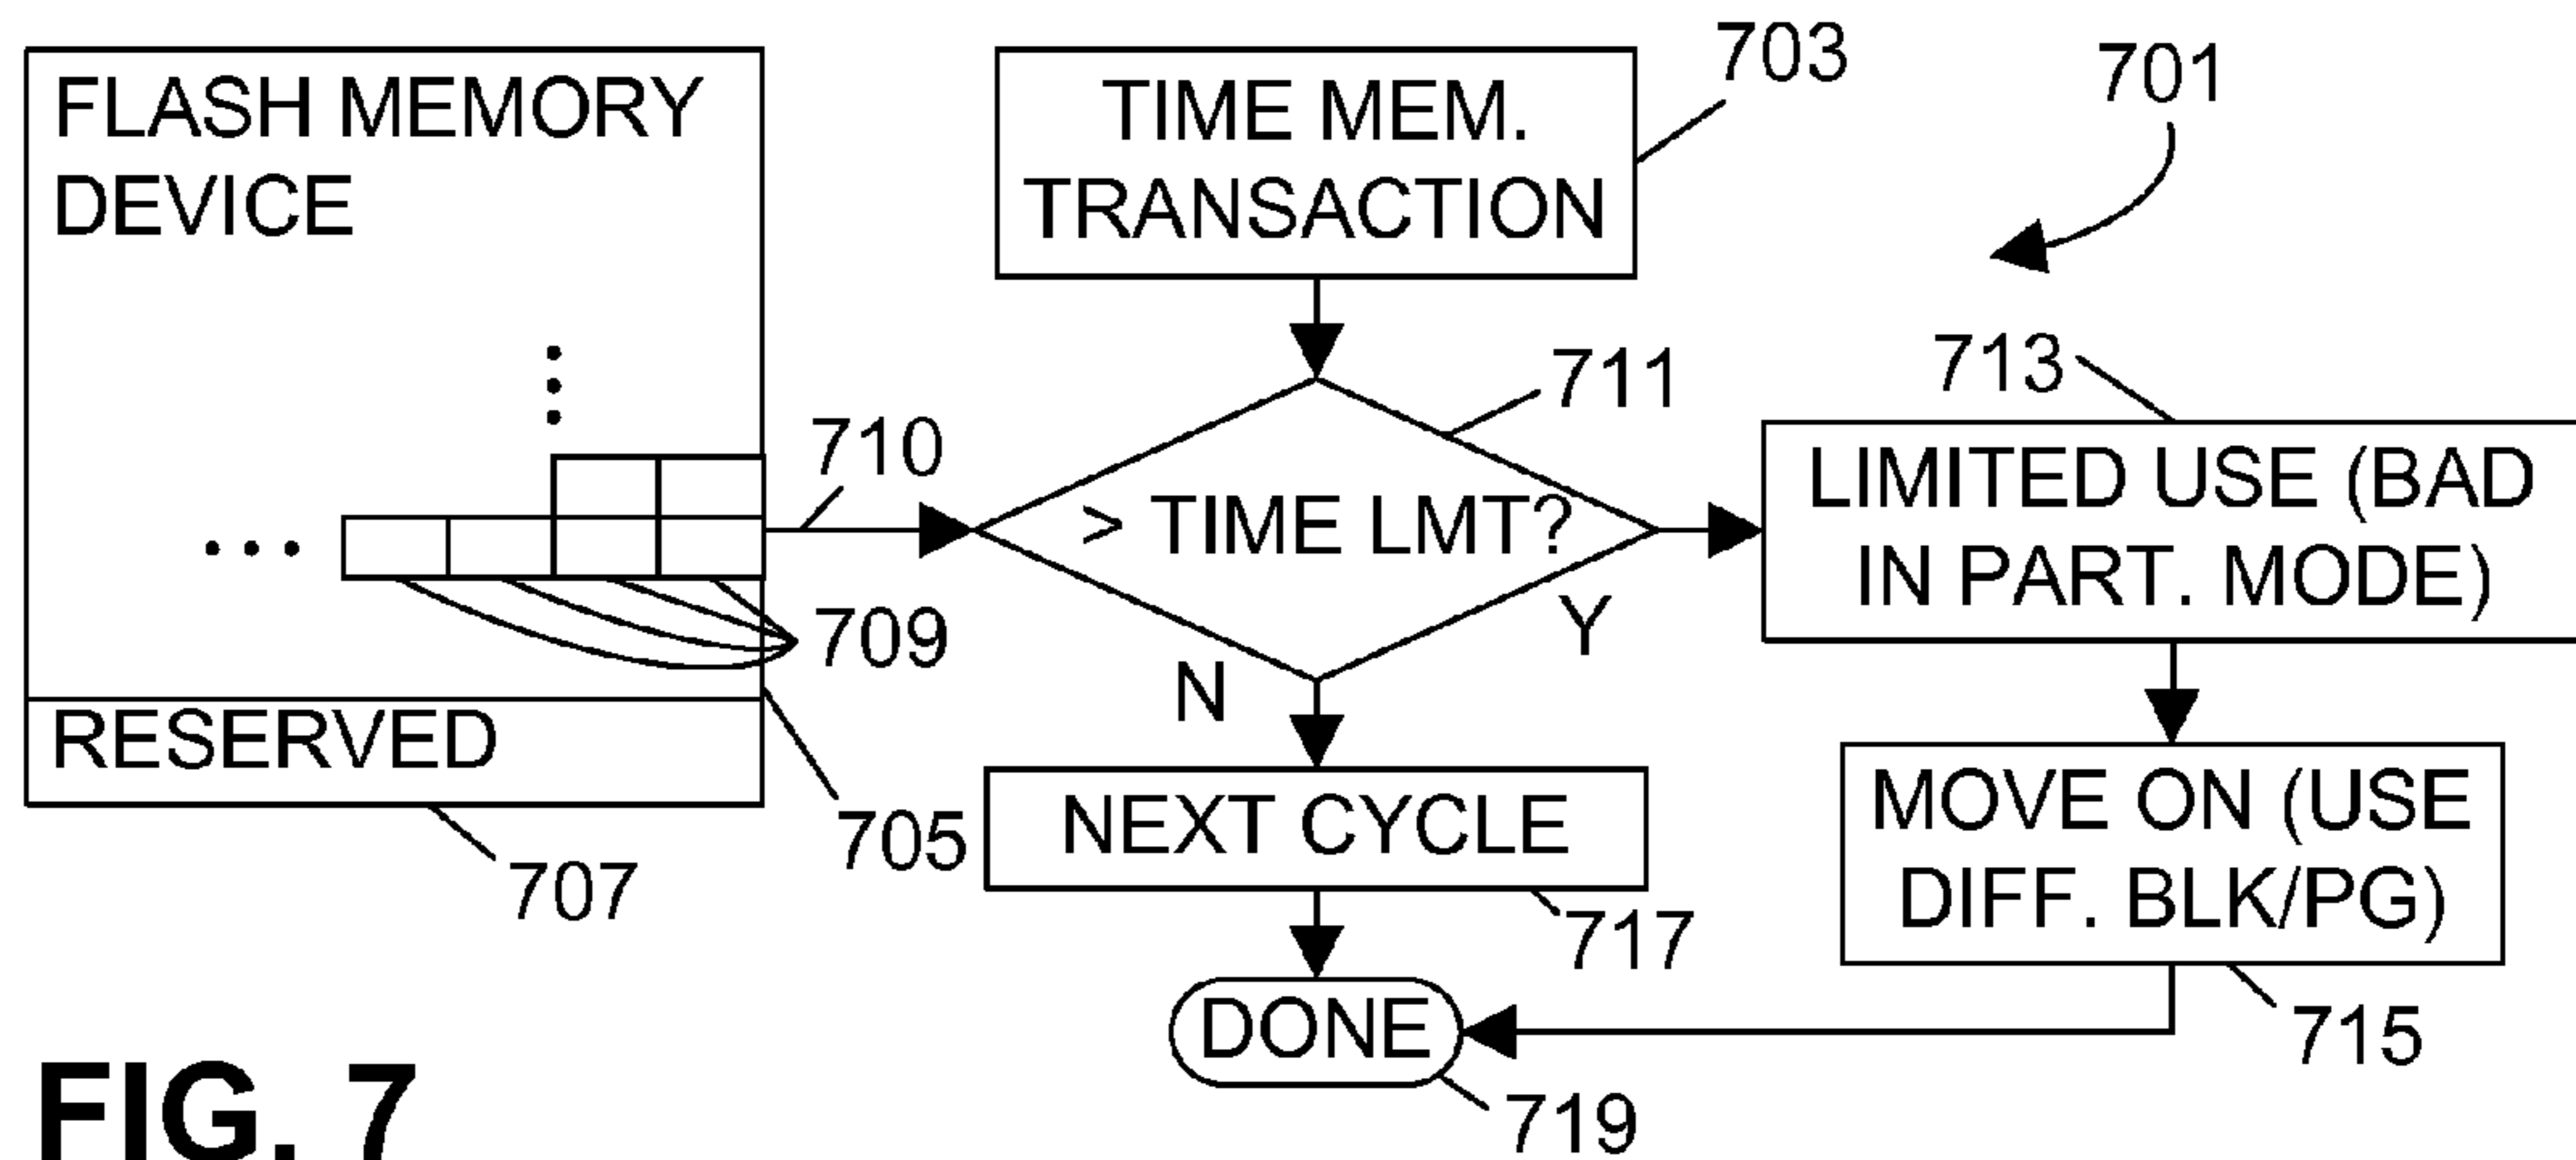 FLASH MEMORY
DEVICE
RESERVED
707
705
709
710
TIME MEM.
TRANSACTION
703
701
> TIME LMT?
711
Y
N
713
LIMITED USE (BAD
IN PART. MODE)
MOVE ON (USE
DIFF. BLK/PG)
715
NEXT CYCLE
717
DONE
719
FIG. 7